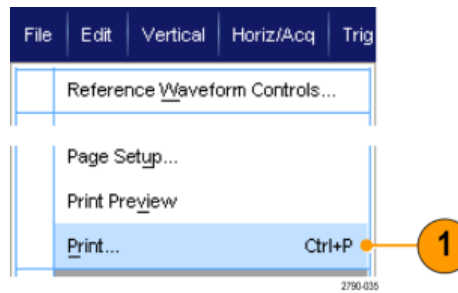 File Edit Vertical Horiz/Acq Trig
Reference Waveform Controls...
Page Setup...
Print Preview
Print... Ctrl+P 1
2790-035